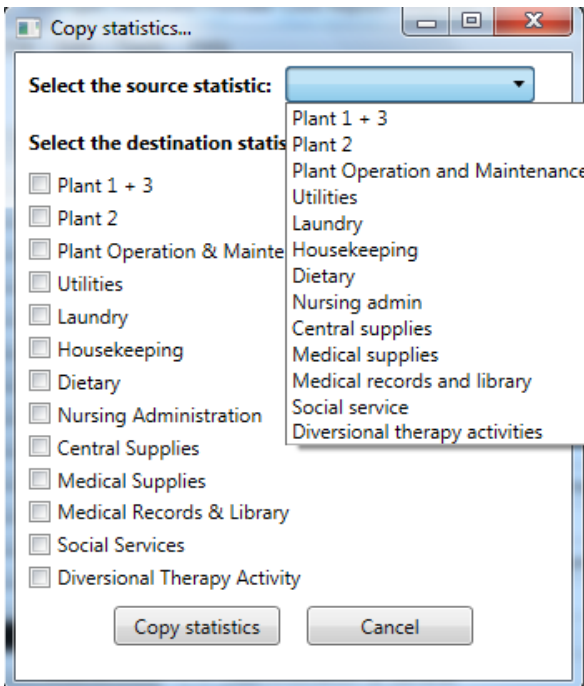 Copy statistics...
Select the source statistic:
Select the destination statis
Plant 1 + 3
Plant 2
Plant Operation and Maintenance
Utilities
Laundry
Housekeeping
Dietary
Nursing admin
Central supplies
Medical supplies
Medical records and library
Social service
Diversional therapy activities
Plant 1 + 3
Plant 2
Plant Operation & Mainte
Utilities
Laundry
Housekeeping
Dietary
Nursing Administration
Central Supplies
Medical Supplies
Medical Records & Library
Social Services
Diversional Therapy Activity
Copy statistics
Cancel